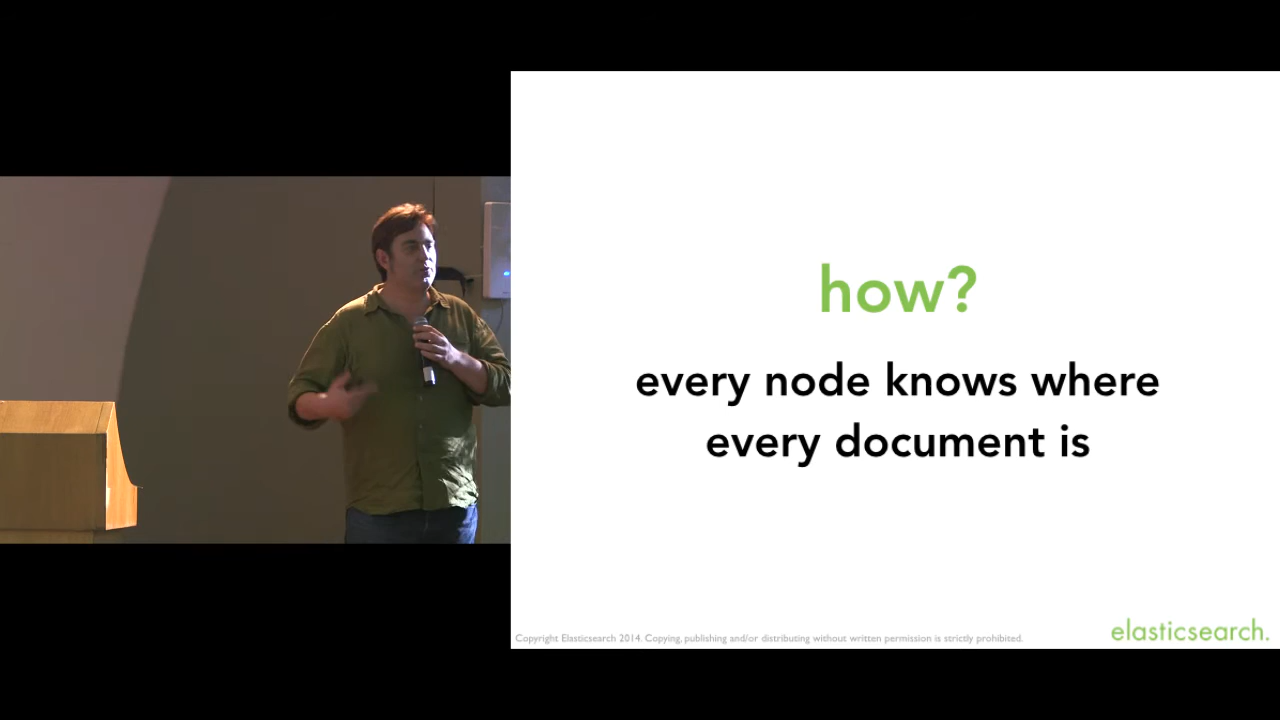 how?
every node knows where
every document is
Copyright Elasticsearch 2014. Copying, publishing and/or distributing without written permission is strictly prohibited.
elasticsearch.